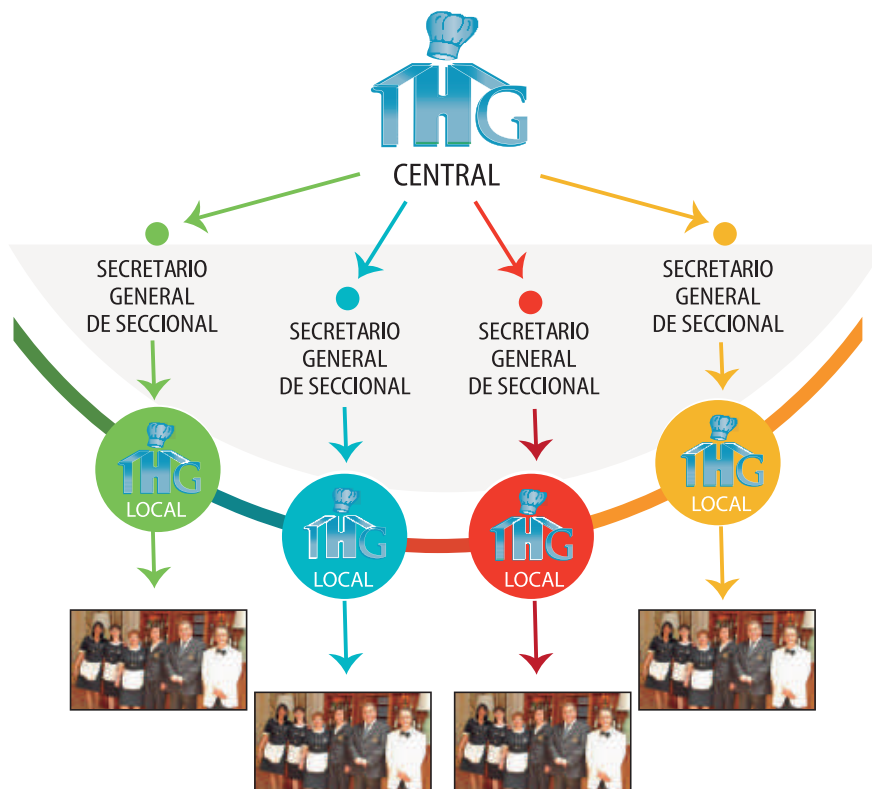 IHG
CENTRAL
SECRETARIO
GENERAL
DE SECCIONAL
SECRETARIO
GENERAL
DE SECCIONAL
SECRETARIO
GENERAL
DE SECCIONAL
SECRETARIO
GENERAL
DE SECCIONAL
IHG
LOCAL
IHG
LOCAL
IHG
LOCAL
IHG
LOCAL